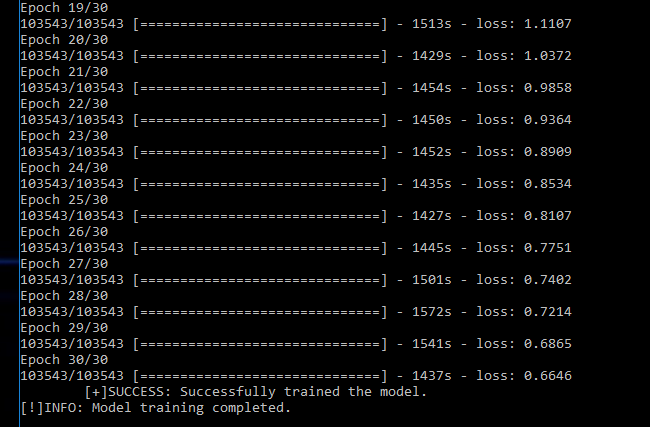 Epoch 19/30
103543/103543 [==============================] - 1513s - loss: 1.1107
Epoch 20/30
103543/103543 [==============================] - 1429s - loss: 1.0372
Epoch 21/30
103543/103543 [==============================] - 1454s - loss: 0.9858
Epoch 22/30
103543/103543 [==============================] - 1450s - loss: 0.9364
Epoch 23/30
103543/103543 [==============================] - 1452s - loss: 0.8909
Epoch 24/30
103543/103543 [==============================] - 1435s - loss: 0.8534
Epoch 25/30
103543/103543 [==============================] - 1427s - loss: 0.8107
Epoch 26/30
103543/103543 [==============================] - 1445s - loss: 0.7751
Epoch 27/30
103543/103543 [==============================] - 1501s - loss: 0.7402
Epoch 28/30
103543/103543 [==============================] - 1572s - loss: 0.7214
Epoch 29/30
103543/103543 [==============================] - 1541s - loss: 0.6865
Epoch 30/30
103543/103543 [==============================] - 1437s - loss: 0.6646
[+]SUCCESS: Successfully trained the model.
[!]INFO: Model training completed.